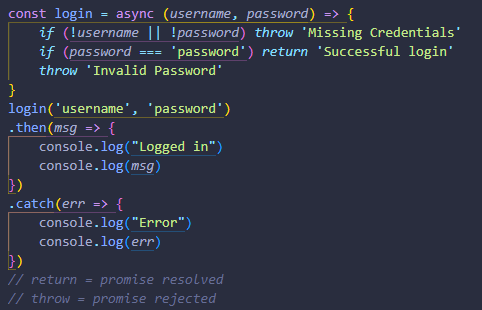 const login = async (username, password) => {
    if (!username || !password) throw 'Missing Credentials'
    if (password === 'password') return 'Successful login'
    throw 'Invalid Password'
}
login('username', 'password')
.then(msg => {
    console.log("Logged in")
    console.log(msg)
})
.catch(err => {
    console.log("Error")
    console.log(err)
})
// return = promise resolved
// throw = promise rejected